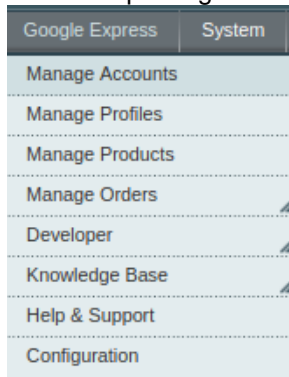 Google Express System
Manage Accounts
Manage Profiles
Manage Products
Manage Orders
Developer
Knowledge Base
Help & Support
Configuration